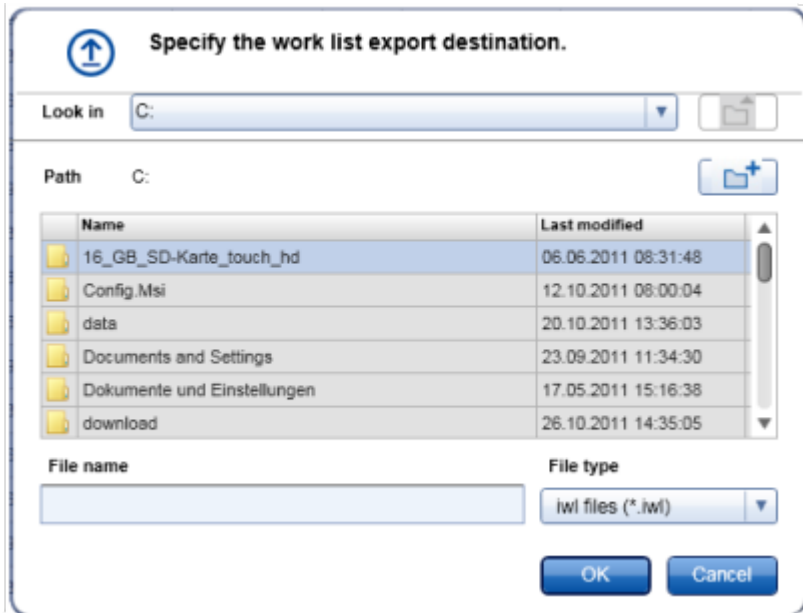 Specify the work list export destination.
Look in C:
Path C:
Name Last modified
16_GB_SD-Karte_touch_hd 06.06.2011 08:31:48
Config.Msi 12.10.2011 08:00:04
data 20.10.2011 13:36:03
Documents and Settings 23.09.2011 11:34:30
Dokumente und Einstellungen 17.05.2011 15:16:38
download 26.10.2011 14:35:05
File name File type
iwl files (*.iwl)
OK Cancel